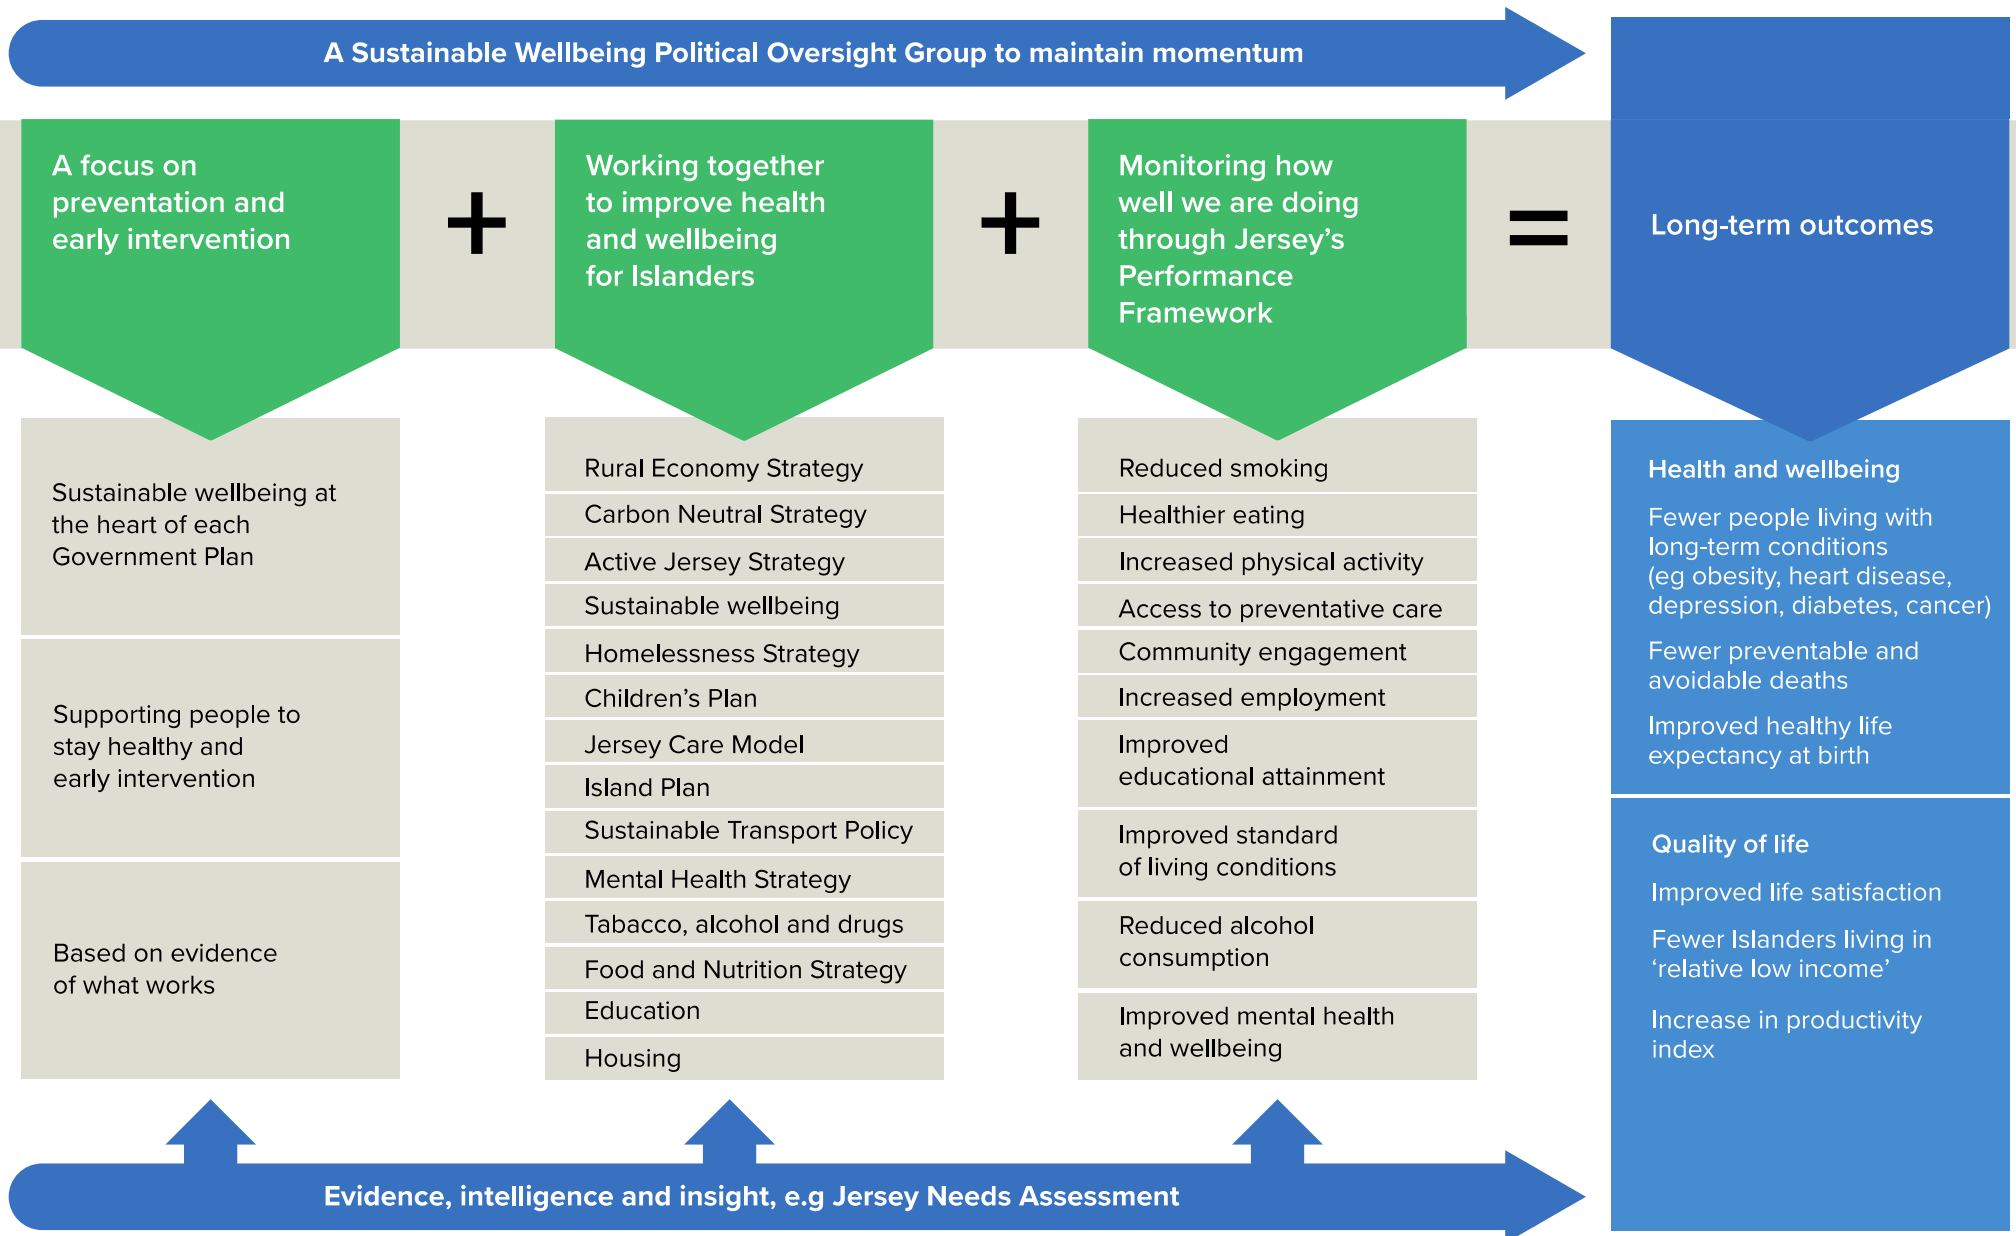 A Sustainable Wellbeing Political Oversight Group to maintain momentum
A focus on
preventation and
early intervention
+
Working together
to improve health
and wellbeing
for Islanders
+
Monitoring how
well we are doing
through Jersey’s
Performance
Framework
=
Long-term outcomes
Sustainable wellbeing at
the heart of each
Government Plan
Supporting people to
stay healthy and
early intervention
Based on evidence
of what works
Rural Economy Strategy
Carbon Neutral Strategy
Active Jersey Strategy
Sustainable wellbeing
Homelessness Strategy
Children’s Plan
Jersey Care Model
Island Plan
Sustainable Transport Policy
Mental Health Strategy
Tabacco, alcohol and drugs
Food and Nutrition Strategy
Education
Housing
Reduced smoking
Healthier eating
Increased physical activity
Access to preventative care
Community engagement
Increased employment
Improved
educational attainment
Improved standard
of living conditions
Reduced alcohol
consumption
Improved mental health
and wellbeing
Health and wellbeing
Fewer people living with
long-term conditions
(eg obesity, heart disease,
depression, diabetes, cancer)
Fewer preventable and
avoidable deaths
Improved healthy life
expectancy at birth
Quality of life
Improved life satisfaction
Fewer Islanders living in
‘relative low income’
Increase in productivity
index
Evidence, intelligence and insight, e.g Jersey Needs Assessment